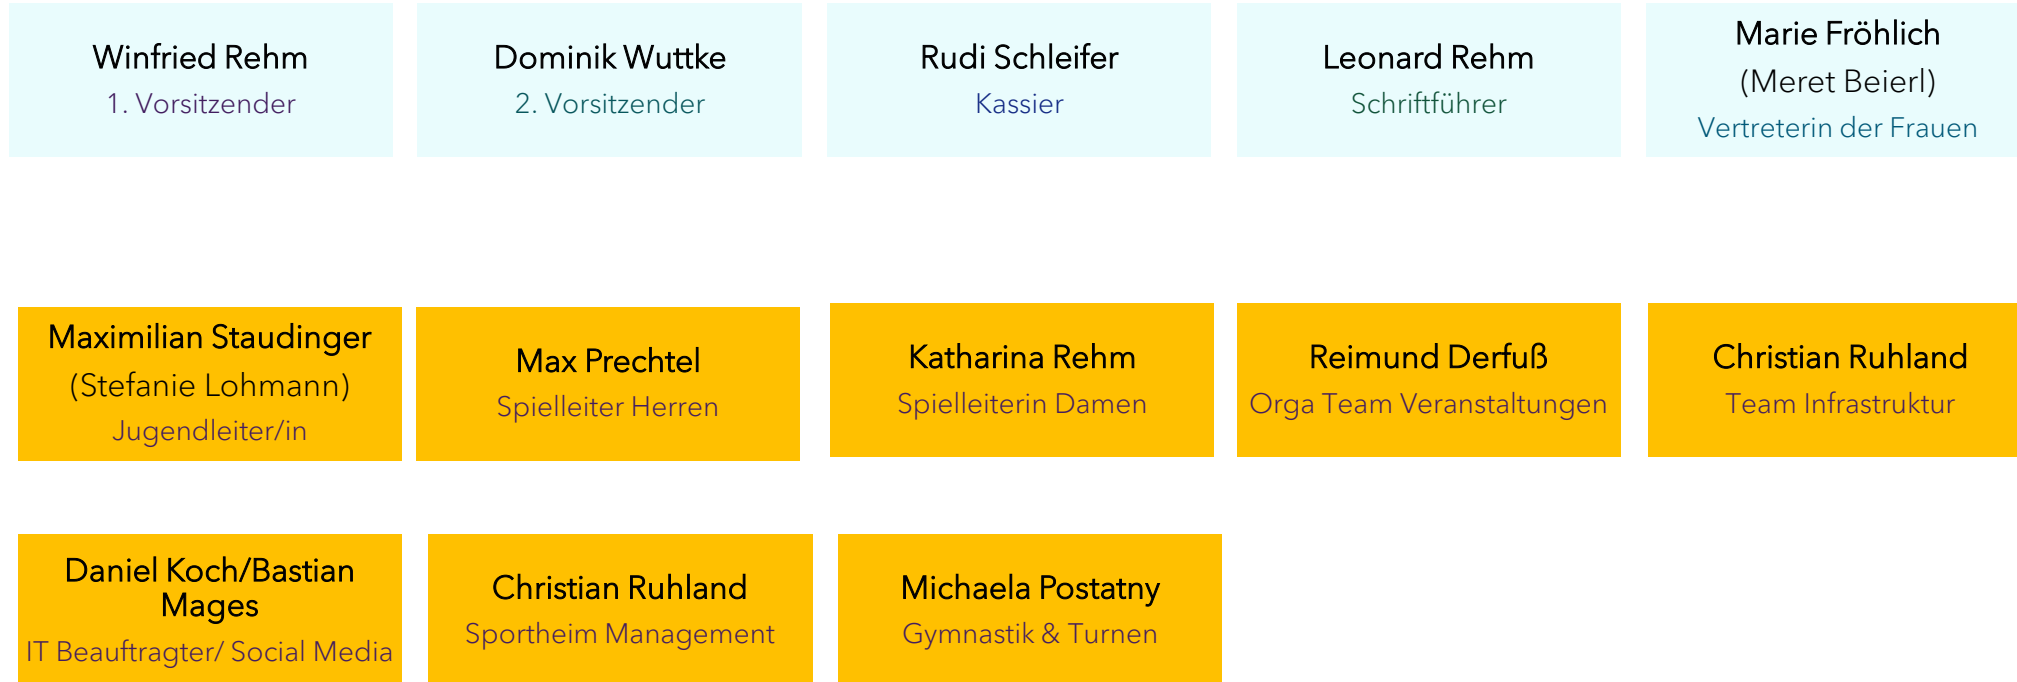 Winfried Rehm
1. Vorsitzender
Dominik Wuttke
2. Vorsitzender
Rudi Schleifer
Kassier
Leonard Rehm
Schriftführer
Marie Fröhlich
(Meret Beierl)
Vertreterin der Frauen
Maximilian Staudinger
(Stefanie Lohmann)
Jugendleiter/in
Max Prechtel
Spielleiter Herren
Katharina Rehm
Spielleiterin Damen
Reimund Derfuß
Orga Team Veranstaltungen
Christian Ruhland
Team Infrastruktur
Daniel Koch/Bastian
Mages
IT Beauftragter/ Social Media
Christian Ruhland
Sportheim Management
Michaela Postatny
Gymnastik & Turnen